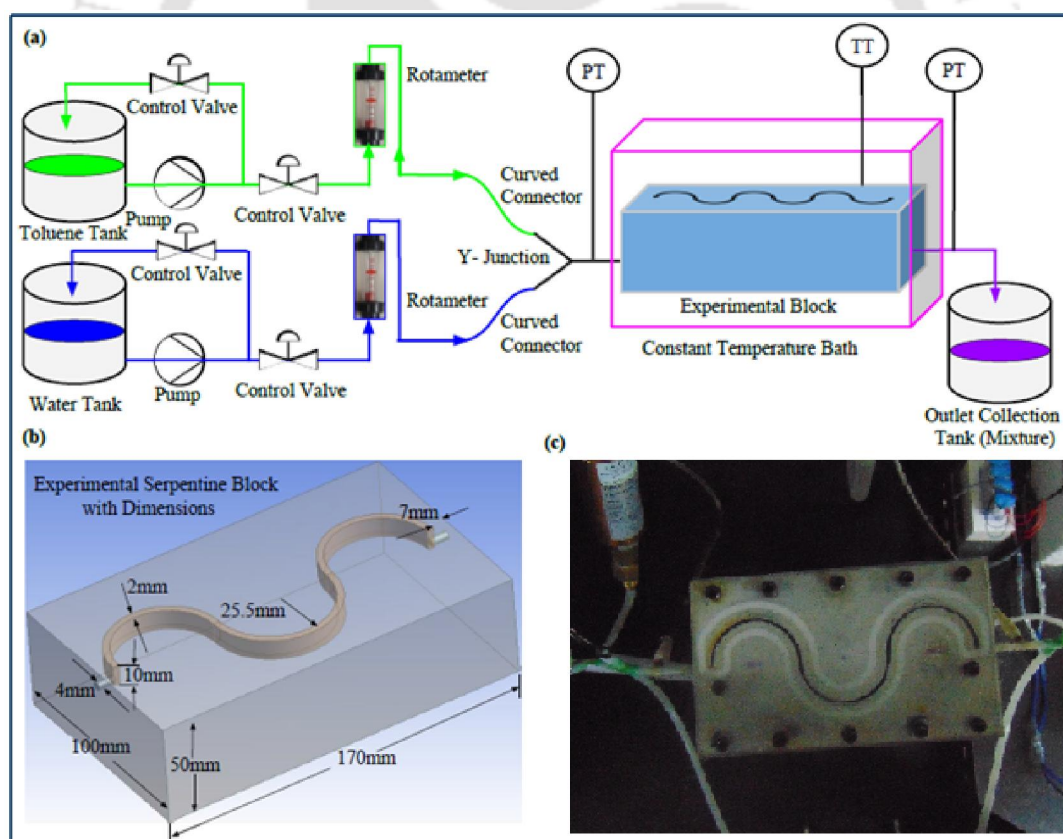 (a)
Control Valve
Rotameter
PT
TT
PT
Pump
Control Valve
Curved
Connector
Toluene Tank
Control Valve
Y- Junction
Rotameter
Experimental Block
Curved
Connector
Constant Temperature Bath
Pump
Control Valve
Water Tank
Outlet Collection
Tank (Mixture)
(b)
Experimental Serpentine Block
with Dimensions
7mm
2mm
25.5mm
10mm
4mm
100mm
50mm
170mm
(c)